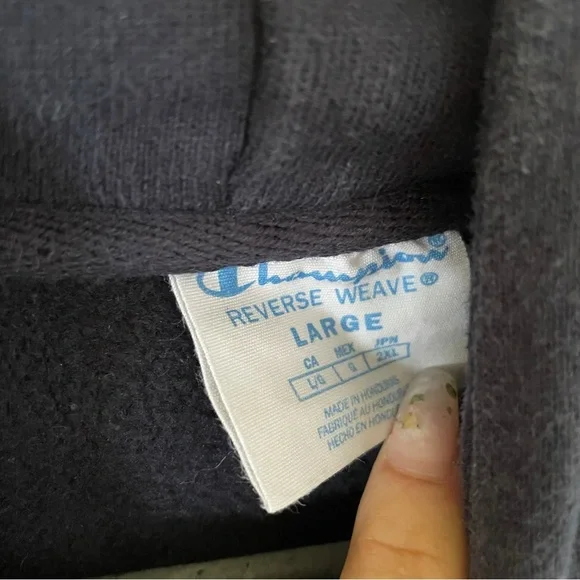 Champion
REVERSE WEAVE®
LARGE
CA MEX JPN
L/G G 2XL
MADE IN HONDURAS
FABRIQUE AU HONDURAS
HECHO EN HONDURAS